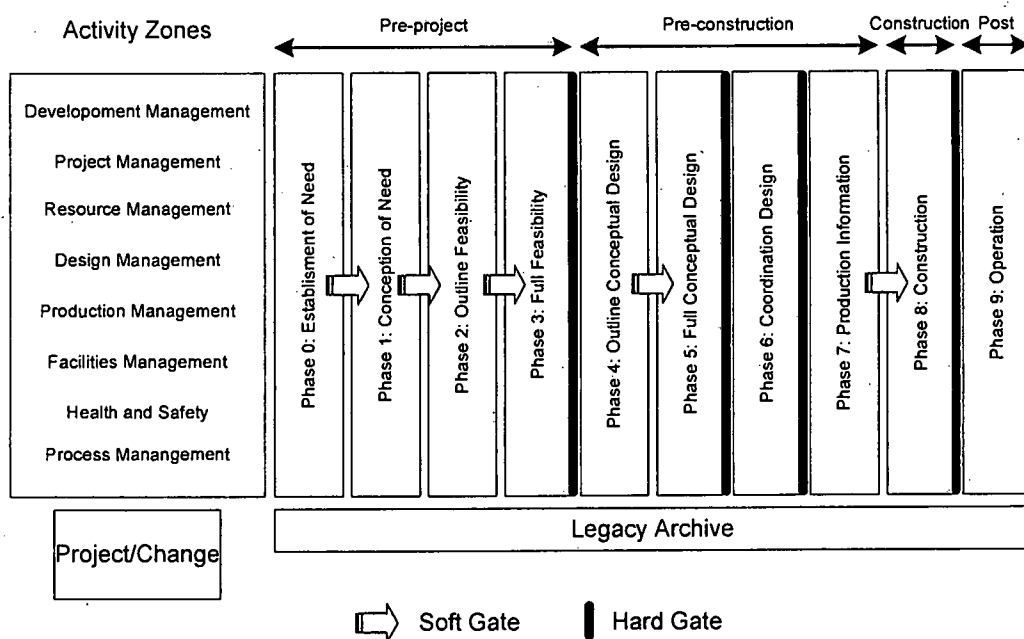 Activity Zones
Pre-project
Pre-construction
Construction
Post
Developoment Management
Project Management
Resource Management
Design Management
Production Management
Facilities Management
Health and Safety
Process Manangement
Phase 0: Establisment of Need
Phase 1: Conception of Need
Phase 2: Outline Feasibility
Phase 3: Full Feasibility
Phase 4: Outline Conceptual Design
Phase 5: Full Conceptual Design
Phase 6: Coordination Design
Phase 7: Production Information
Phase 8: Construction
Phase 9: Operation
Project/Change
Legacy Archive
Soft Gate
Hard Gate